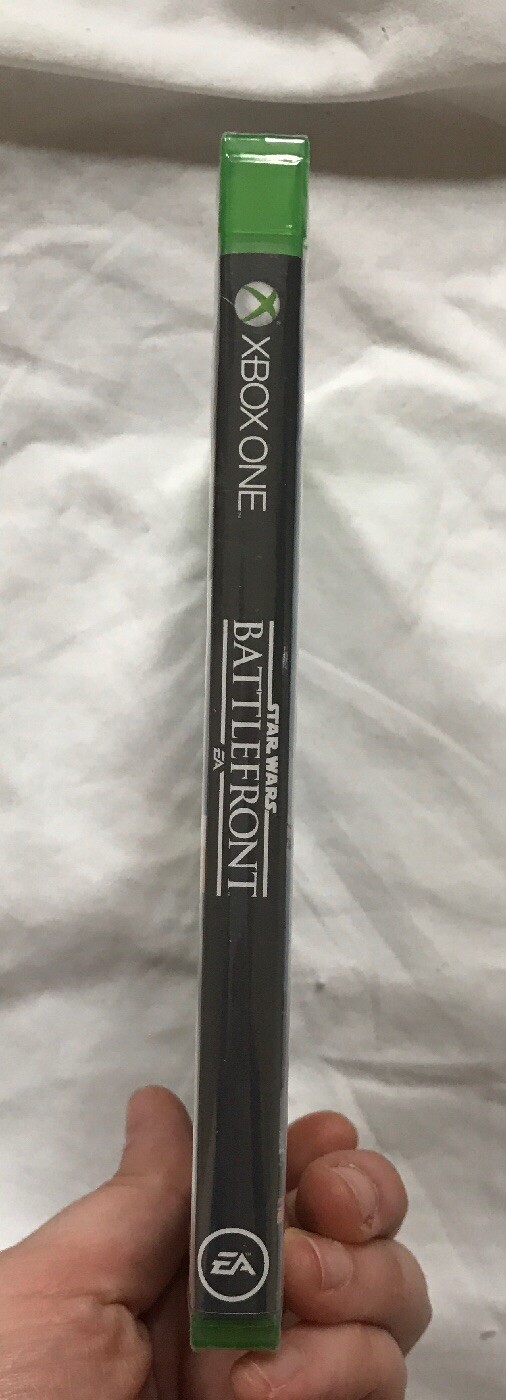 XBOX ONE
STAR WARS
BATTLEFRONT
EA
EA